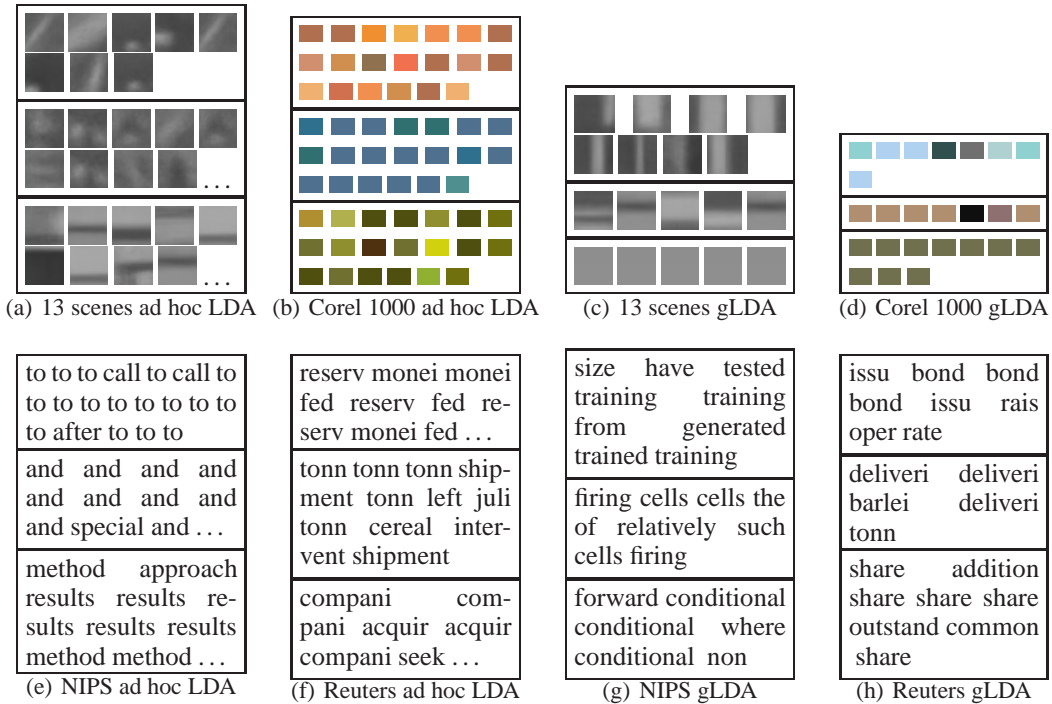 ...
...
(a) 13 scenes ad hoc LDA
(b) Corel 1000 ad hoc LDA
(c) 13 scenes gLDA
(d) Corel 1000 gLDA
to to to call to call to
to to to to to to to to
to after to to to
and and and and
and and and and
and special and ...
method approach
results results re-
sults results results
method method ...
(e) NIPS ad hoc LDA
reserv monei monei
fed reserv fed re-
serv monei fed ...
tonn tonn tonn ship-
ment tonn left juli
tonn cereal inter-
vent shipment
compani com-
pani acquir acquir
compani seek ...
(f) Reuters ad hoc LDA
size have tested
training training
from generated
trained training
firing cells cells the
of relatively such
cells firing
forward conditional
conditional where
conditional non
(g) NIPS gLDA
issu bond bond
bond issu rais
oper rate
deliveri deliveri
barlei deliveri
tonn
share addition
share share share
outstand common
share
(h) Reuters gLDA